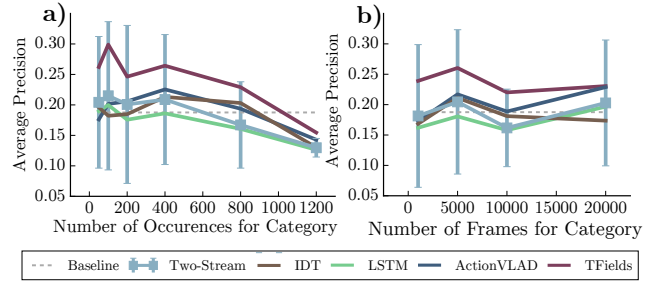 a)
Average Precision
0.30
0.25
0.20
0.15
0.10
0.05
0 200 400 600 800 1000 1200
Number of Occurences for Category
b)
Average Precision
0.30
0.25
0.20
0.15
0.10
0.05
0 5000 10000 15000 20000
Number of Frames for Category
Baseline Two-Stream IDT LSTM ActionVLAD TFields